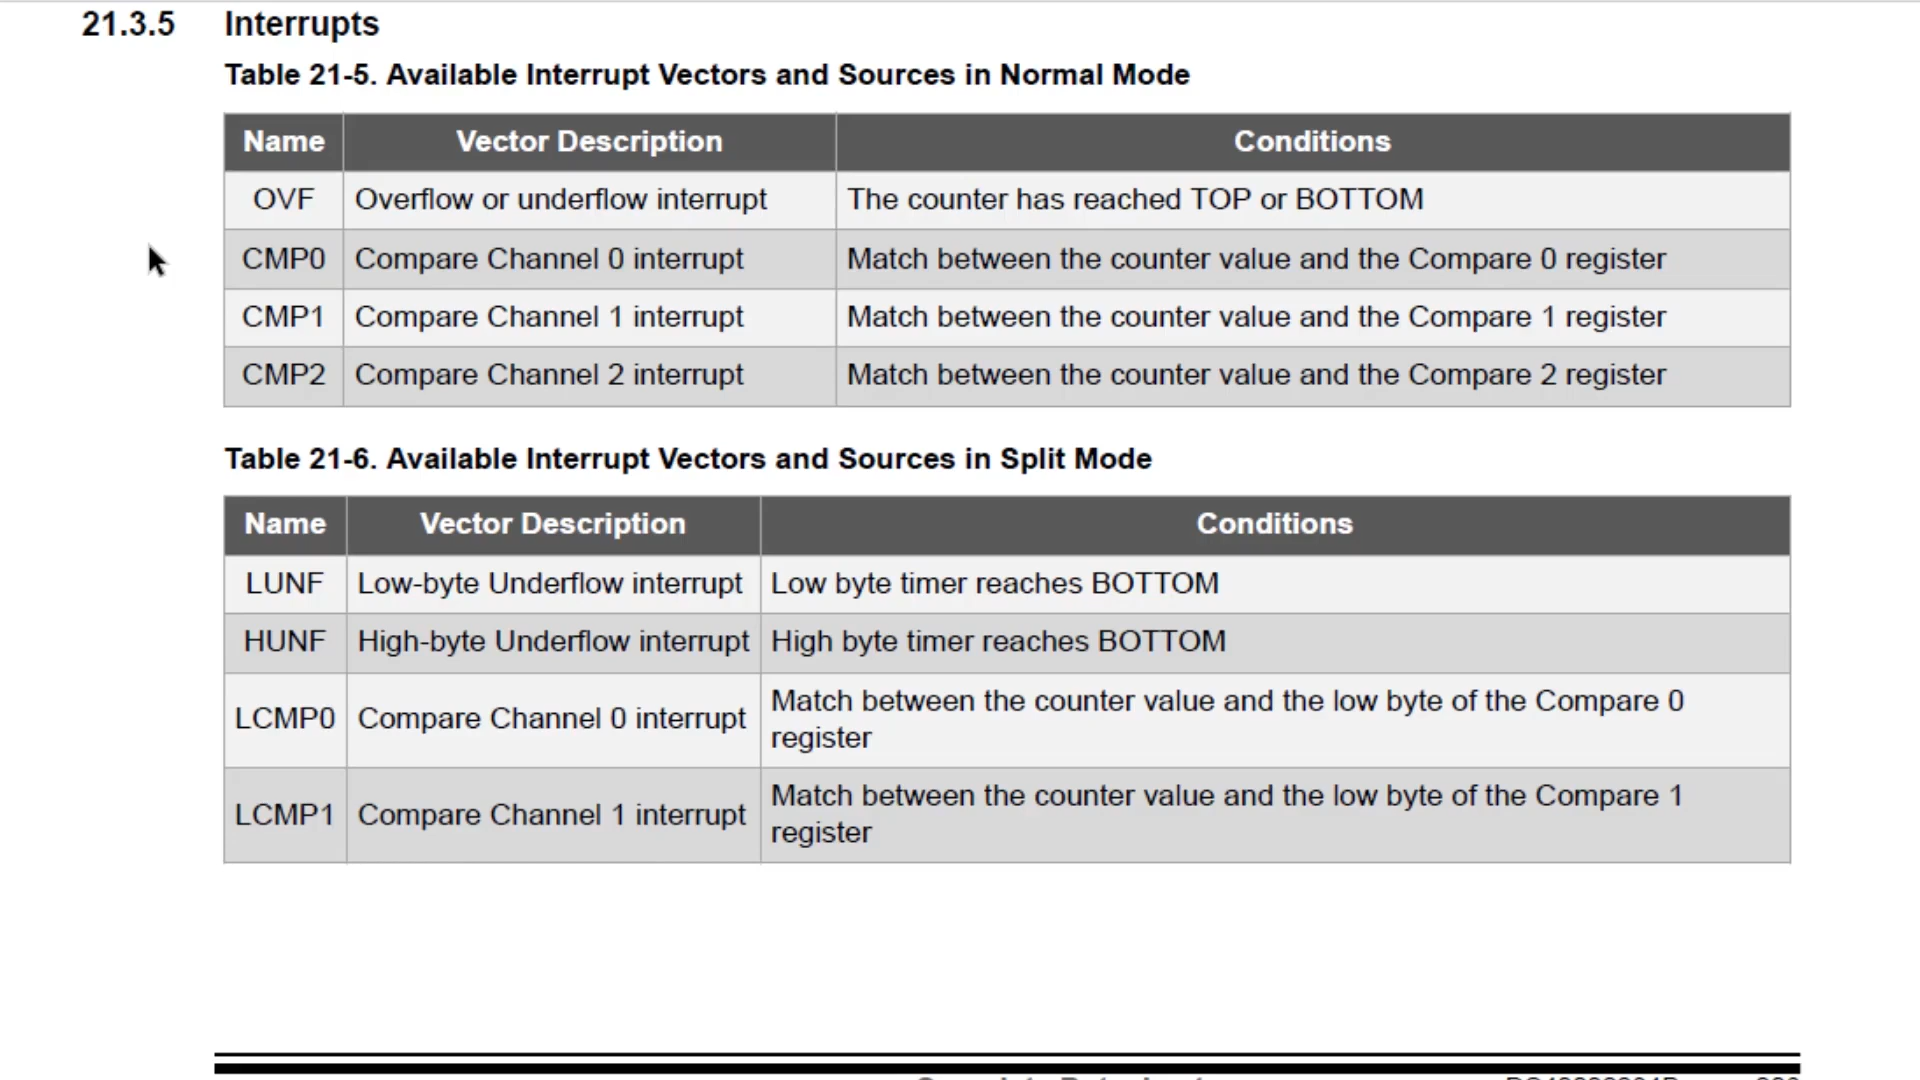 21.3.5 Interrupts
Table 21-5. Available Interrupt Vectors and Sources in Normal Mode
Name Vector Description Conditions
OVF Overflow or underflow interrupt The counter has reached TOP or BOTTOM
CMP0 Compare Channel 0 interrupt Match between the counter value and the Compare 0 register
CMP1 Compare Channel 1 interrupt Match between the counter value and the Compare 1 register
CMP2 Compare Channel 2 interrupt Match between the counter value and the Compare 2 register
Table 21-6. Available Interrupt Vectors and Sources in Split Mode
Name Vector Description Conditions
LUNF Low-byte Underflow interrupt Low byte timer reaches BOTTOM
HUNF High-byte Underflow interrupt High byte timer reaches BOTTOM
LCMP0 Compare Channel 0 interrupt Match between the counter value and the low byte of the Compare 0
register
LCMP1 Compare Channel 1 interrupt Match between the counter value and the low byte of the Compare 1
register